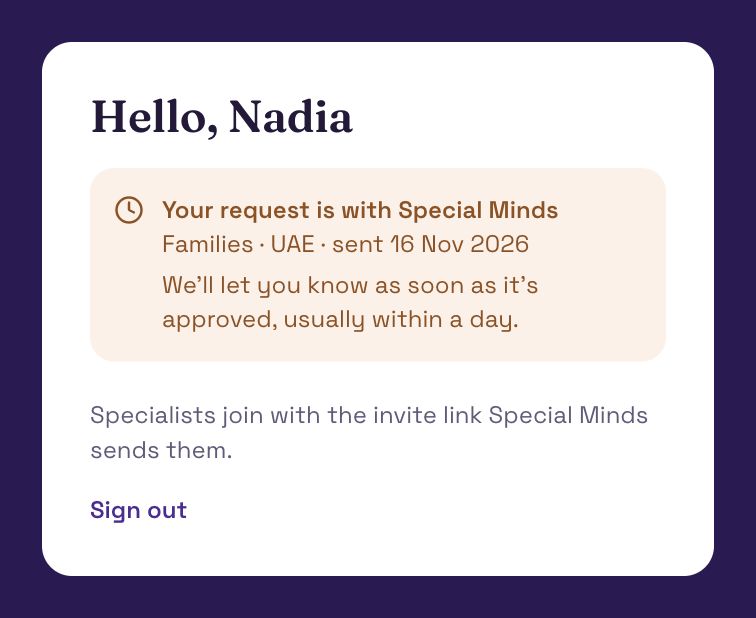 Hello, Nadia
Your request is with Special Minds
Families · UAE · sent 16 Nov 2026
We’ll let you know as soon as it’s
approved, usually within a day.
Specialists join with the invite link Special Minds
sends them.
Sign out